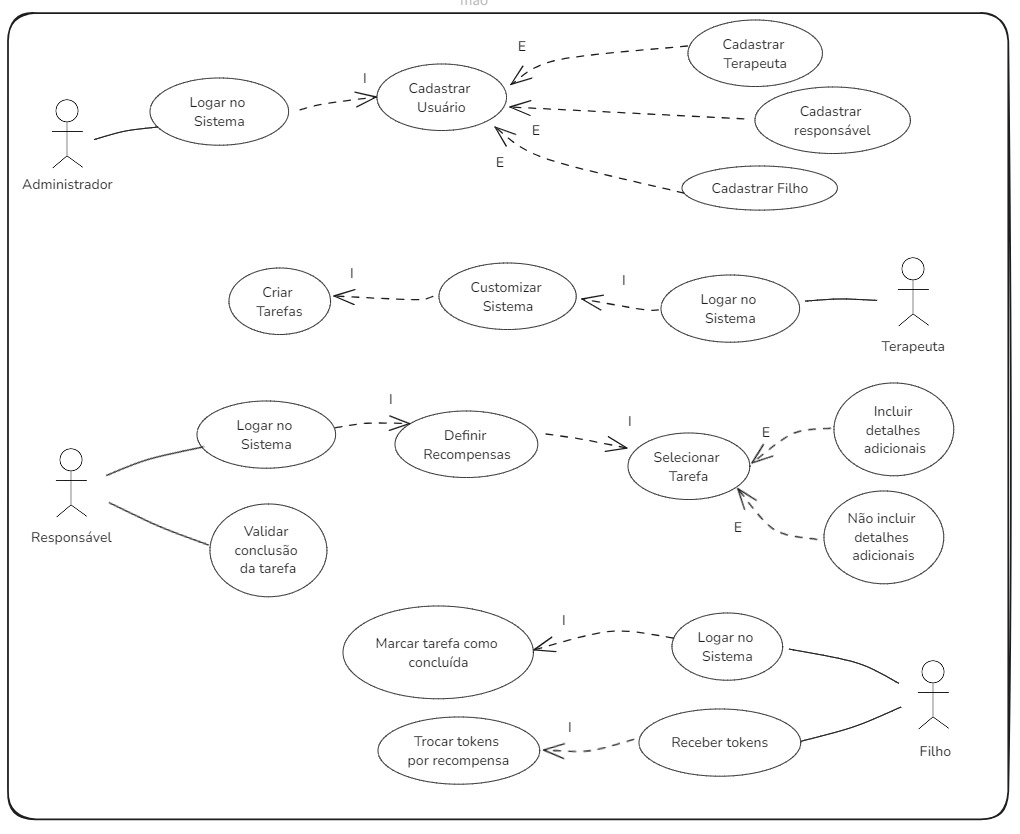 mão
E
Cadastrar
Terapeuta
I
Cadastrar
Usuário
Logar no
Sistema
Cadastrar
responsável
E
E
Administrador
Cadastrar Filho
I
Criar
Tarefas
Customizar
Sistema
I
Logar no
Sistema
Terapeuta
I
Logar no
Sistema
Definir
Recompensas
I
Selecionar
Tarefa
E
Incluir
detalhes
adicionais
E
Não incluir
detalhes
adicionais
Responsável
Validar
conclusão
da tarefa
Marcar tarefa como
concluída
I
Logar no
Sistema
Trocar tokens
por recompensa
I
Receber tokens
Filho